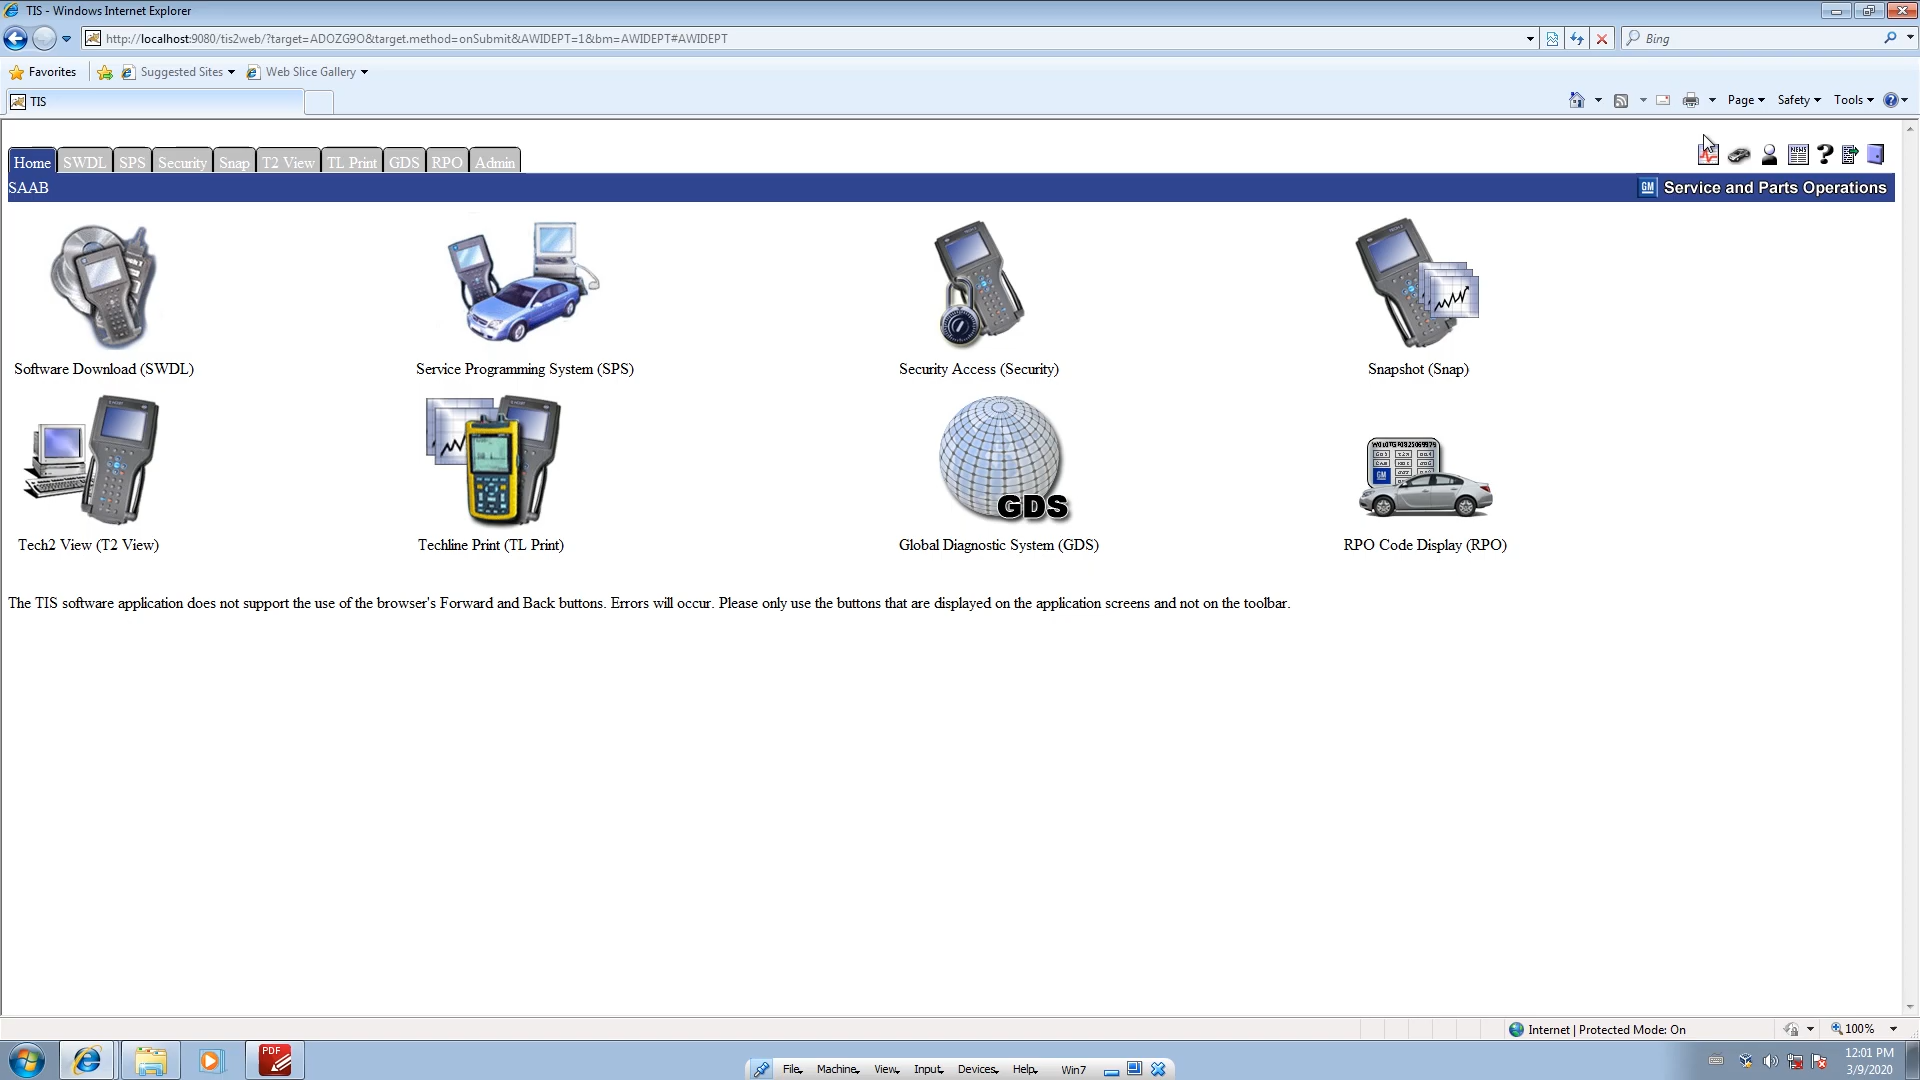 TIS - Windows Internet Explorer
http://localhost:9080/tis2web/?target=ADOZG9O&target.method=onSubmit&AWIDEPT=1&bm=AWIDEPT#AWIDEPT
Bing
Favorites
Suggested Sites
Web Slice Gallery
TIS
Page
Safety
Tools
Home
SWDL
SPS
Security
Snap
T2 View
TL Print
GDS
RPO
Admin
NEWS
SAAB
GM
Service and Parts Operations
Software Download (SWDL)
Service Programming System (SPS)
Security Access (Security)
Snapshot (Snap)
GDS
GM
Tech2 View (T2 View)
Techline Print (TL Print)
Global Diagnostic System (GDS)
RPO Code Display (RPO)
The TIS software application does not support the use of the browser's Forward and Back buttons. Errors will occur. Please only use the buttons that are displayed on the application screens and not on the toolbar.
Internet | Protected Mode: On
100%
PDF
File
Machine
View
Input
Devices
Help
Win7
12:01 PM
3/9/2020